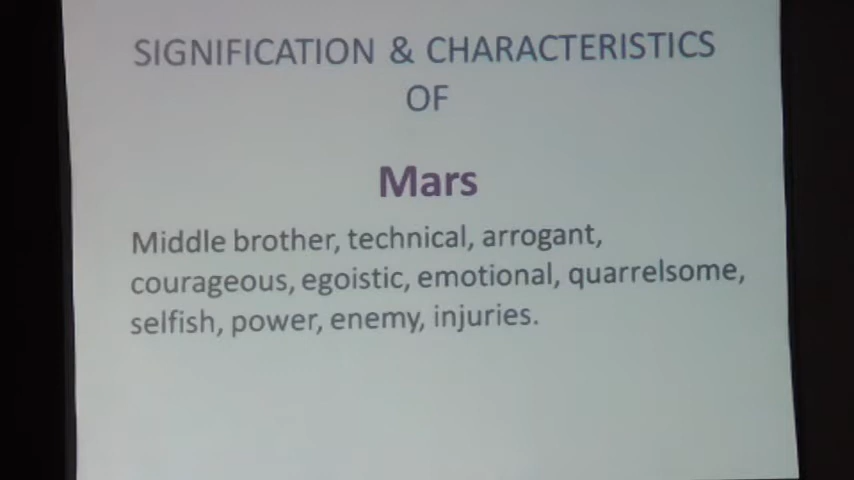 SIGNIFICATION & CHARACTERISTICS
OF
Mars
Middle brother, technical, arrogant,
courageous, egoistic, emotional, quarrelsome,
selfish, power, enemy, injuries.